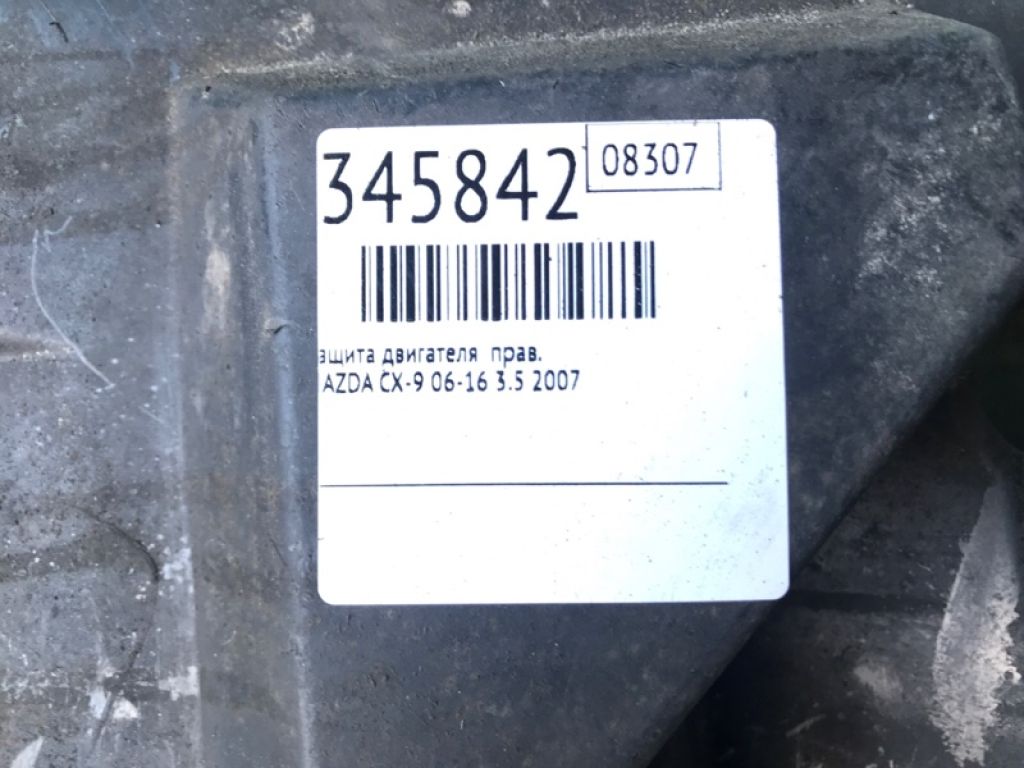 345842
08307
ащита двигателя прав.
AZDA CX-9 06-16 3.5 2007